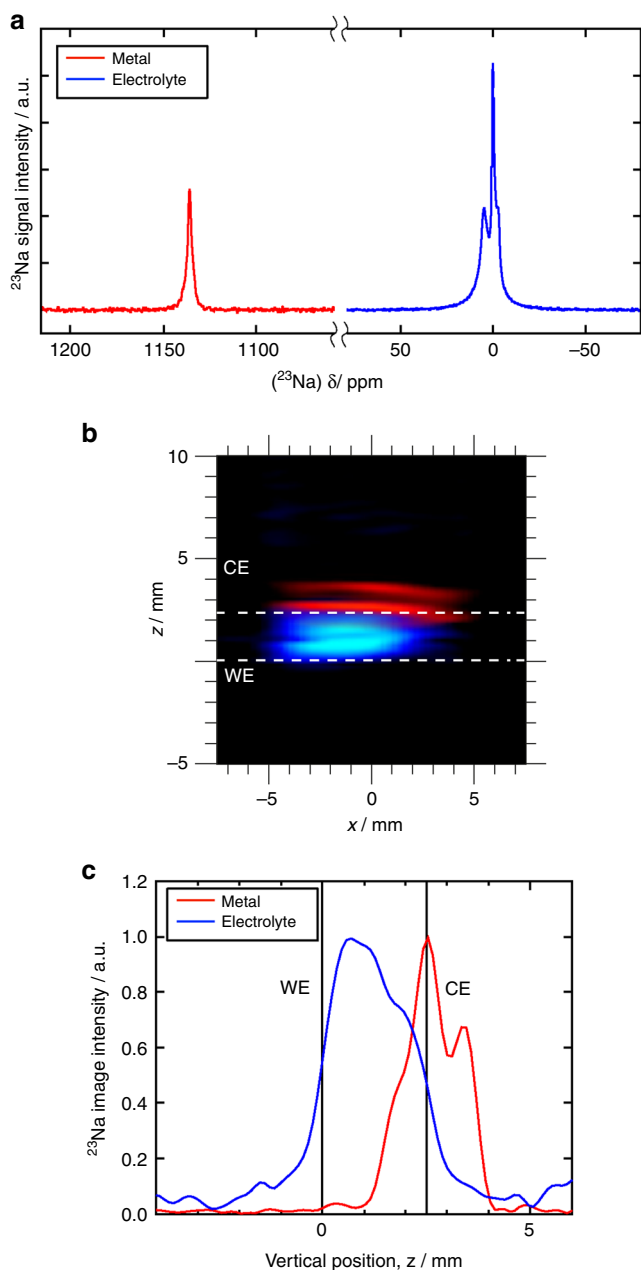 a
Metal
Electrolyte
²³Na signal intensity / a.u.
1200 1150 1100 50 0 −50
(²³Na) δ/ ppm
b
10
5
−5
z / mm
CE
WE
−5 0 5
x / mm
c
1.2
1.0
0.8
0.6
0.4
0.2
0.0
Metal
Electrolyte
WE
CE
²³Na image intensity / a.u.
0 5
Vertical position, z / mm